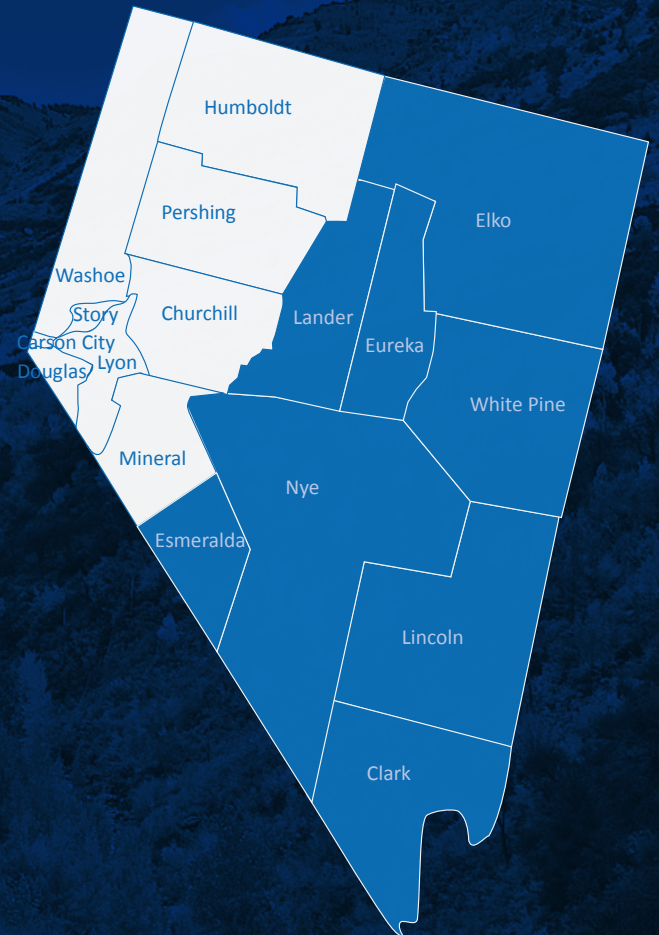 Humboldt
Pershing
Elko
Washoe
Story
Churchill
Lander
Carson City
Eureka
Douglas
Lyon
White Pine
Mineral
Nye
Esmeralda
Lincoln
Clark